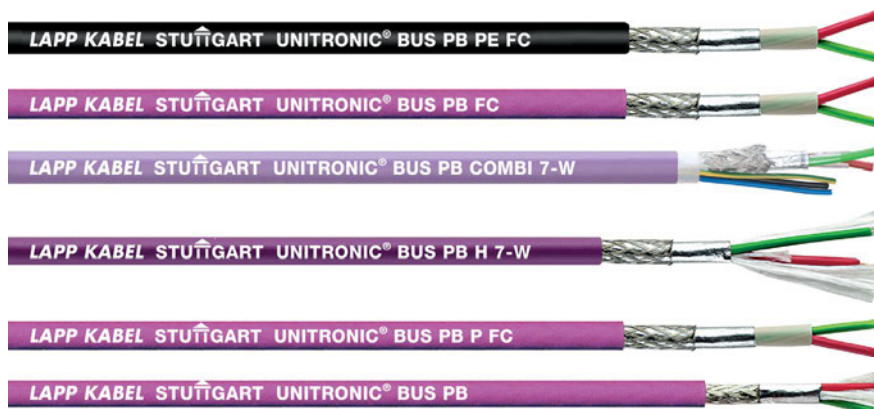 LAPP KABEL STUTTGART UNITRONIC® BUS PB PE FC
LAPP KABEL STUTTGART UNITRONIC® BUS PB FC
LAPP KABEL STUTTGART UNITRONIC® BUS PB COMBI 7-W
LAPP KABEL STUTTGART UNITRONIC® BUS PB H 7-W
LAPP KABEL STUTTGART UNITRONIC® BUS PB P FC
LAPP KABEL STUTTGART UNITRONIC® BUS PB